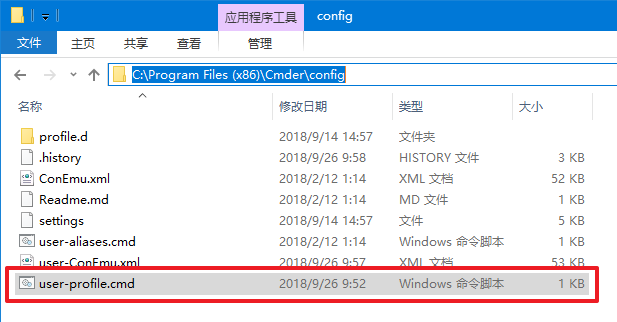 应用程序工具 config
文件 主页 共享 查看 管理
C:\Program Files (x86)\Cmder\config
名称 修改日期 类型 大小
profile.d 2018/9/14 14:57 文件夹
.history 2018/9/26 9:58 HISTORY 文件 3 KB
ConEmu.xml 2018/2/12 1:14 XML 文档 52 KB
Readme.md 2018/2/12 1:14 MD 文件 1 KB
settings 2018/9/14 14:57 文件 5 KB
user-aliases.cmd 2018/2/12 1:14 Windows 命令脚本 1 KB
user-ConEmu.xml 2018/9/26 9:57 XML 文档 53 KB
user-profile.cmd 2018/9/26 9:52 Windows 命令脚本 1 KB